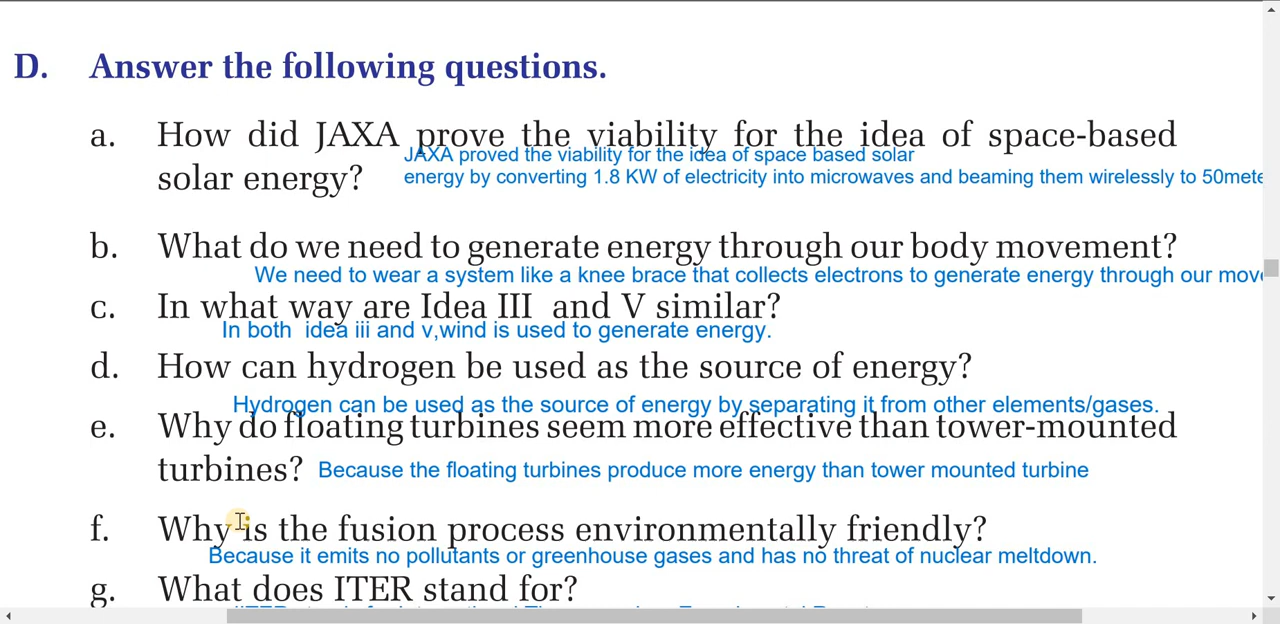 D. Answer the following questions.
a. How did JAXA prove the viability for the idea of space-based
JAXA proved the viability for the idea of space based solar
solar energy? energy by converting 1.8 KW of electricity into microwaves and beaming them wirelessly to 50mete
b. What do we need to generate energy through our body movement?
We need to wear a system like a knee brace that collects electrons to generate energy through our move
c. In what way are Idea III and V similar?
In both idea iii and v,wind is used to generate energy.
d. How can hydrogen be used as the source of energy?
Hydrogen can be used as the source of energy by separating it from other elements/gases.
e. Why do floating turbines seem more effective than tower-mounted
turbines? Because the floating turbines produce more energy than tower mounted turbine
f. Why is the fusion process environmentally friendly?
Because it emits no pollutants or greenhouse gases and has no threat of nuclear meltdown.
g. What does ITER stand for?